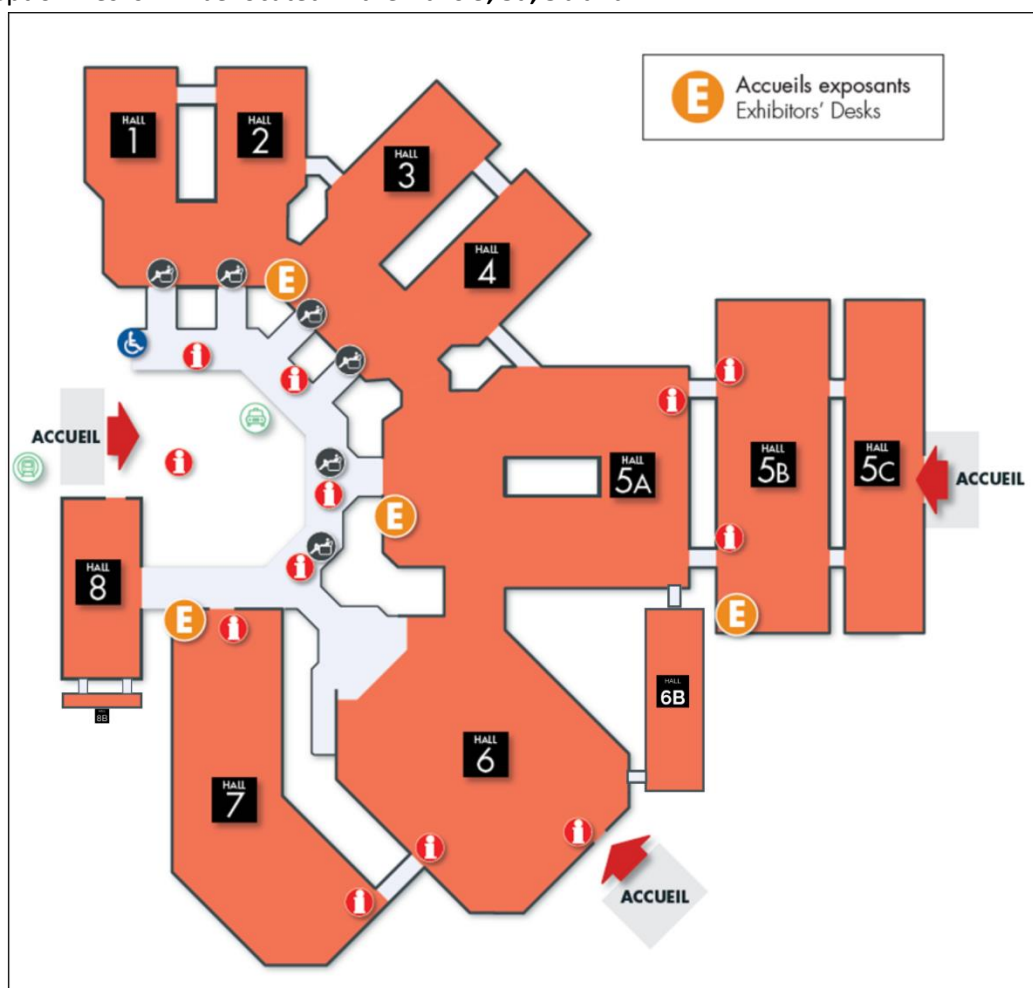 E
Accueils exposants
Exhibitors' Desks
HALL
1
HALL
2
HALL
3
HALL
4
E
ACCUEIL
HALL
5A
HALL
5B
HALL
5C
ACCUEIL
E
HALL
8
E
E
HALL
6B
8B
HALL
6
HALL
7
ACCUEIL